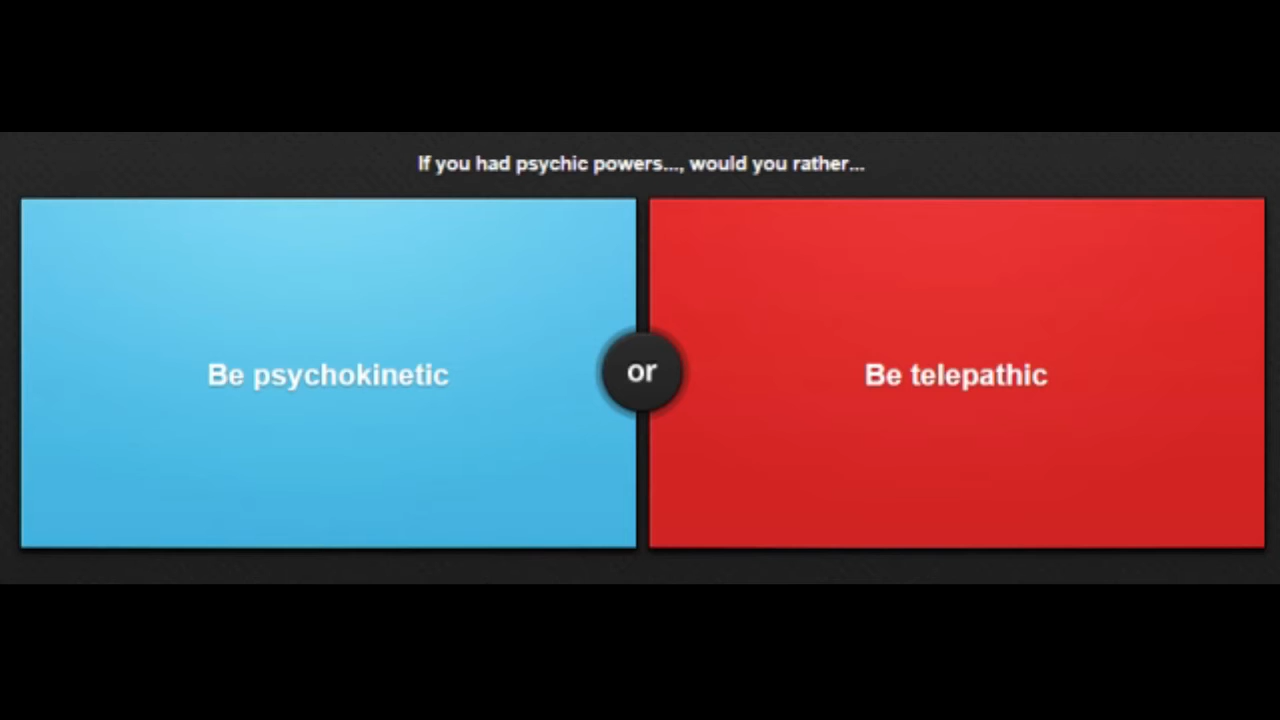 If you had psychic powers..., would you rather...
Be psychokinetic
or
Be telepathic